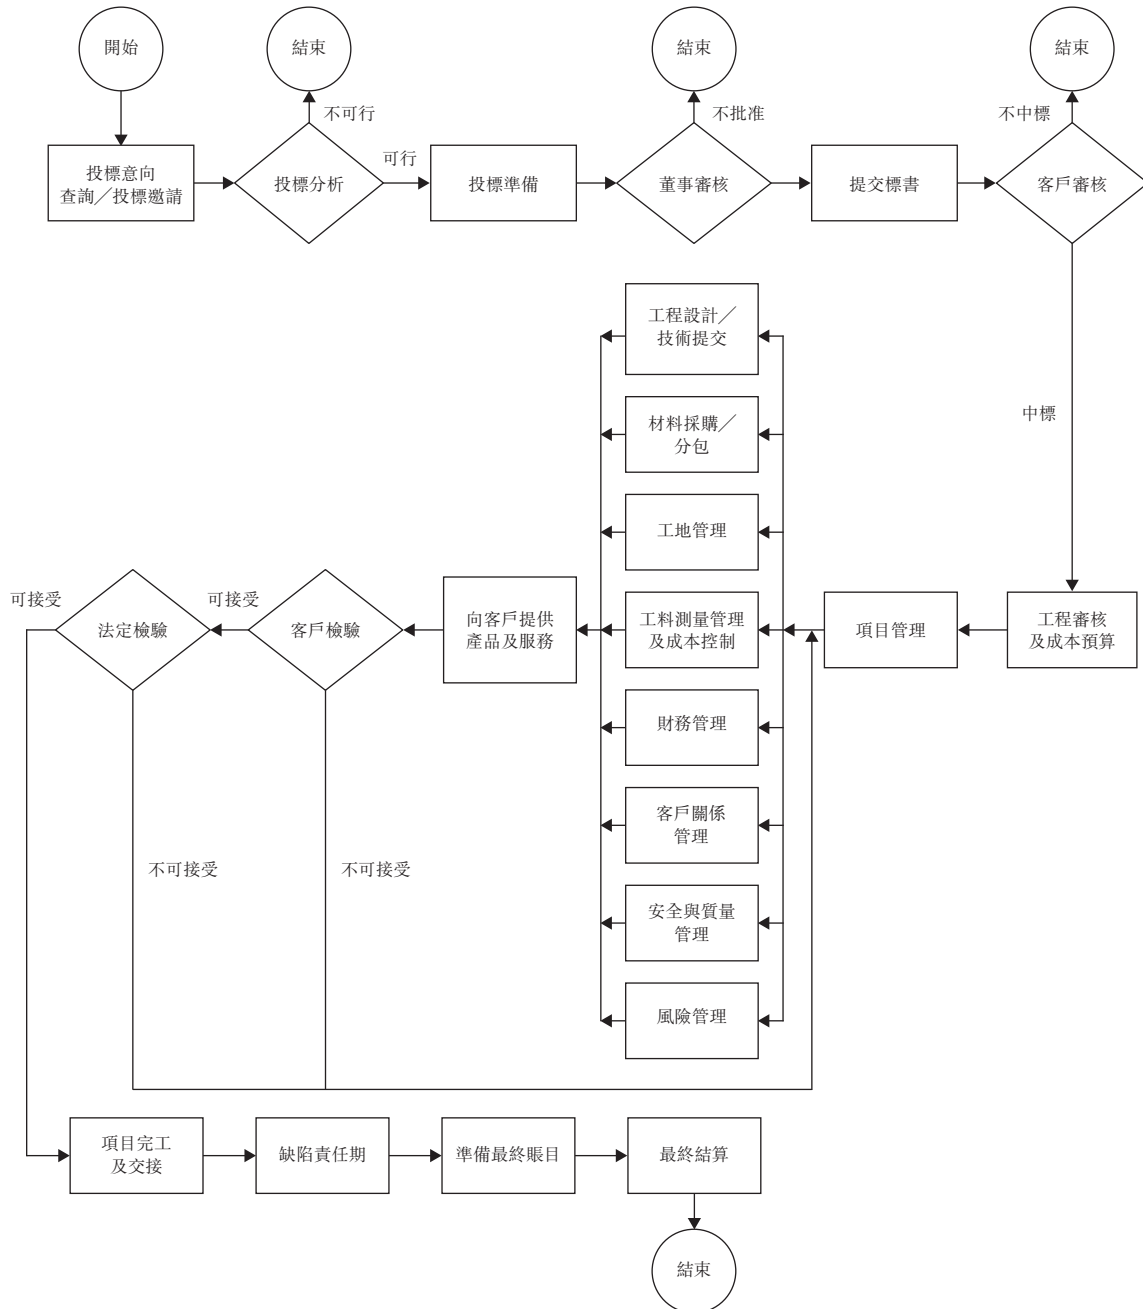 開始
結束
結束
結束
不可行
不批准
不中標
投標意向
查詢／投標邀請
投標分析
可行
投標準備
董事審核
提交標書
客戶審核
工程設計／
技術提交
材料採購／
分包
中標
工地管理
可接受
法定檢驗
可接受
客戶檢驗
向客戶提供
產品及服務
工料測量管理
及成本控制
項目管理
工程審核
及成本預算
財務管理
客戶關係
管理
不可接受
不可接受
安全與質量
管理
風險管理
項目完工
及交接
缺陷責任期
準備最終賬目
最終結算
結束